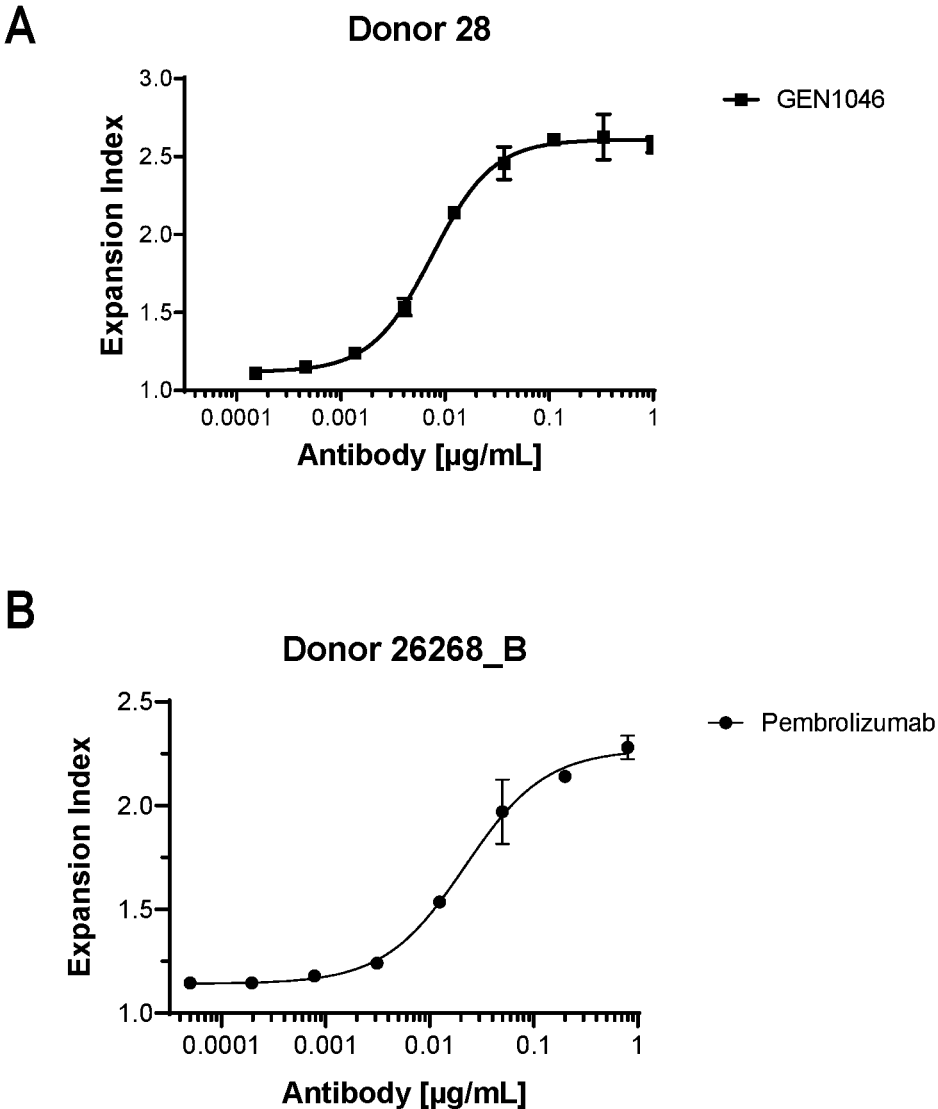 A
Donor 28
GEN1046
Expansion Index
3.0
2.5
2.0
1.5
1.0
0.0001 0.001 0.01 0.1 1
Antibody [µg/mL]
B
Donor 26268_B
Pembrolizumab
Expansion Index
2.5
2.0
1.5
1.0
0.0001 0.001 0.01 0.1 1
Antibody [µg/mL]